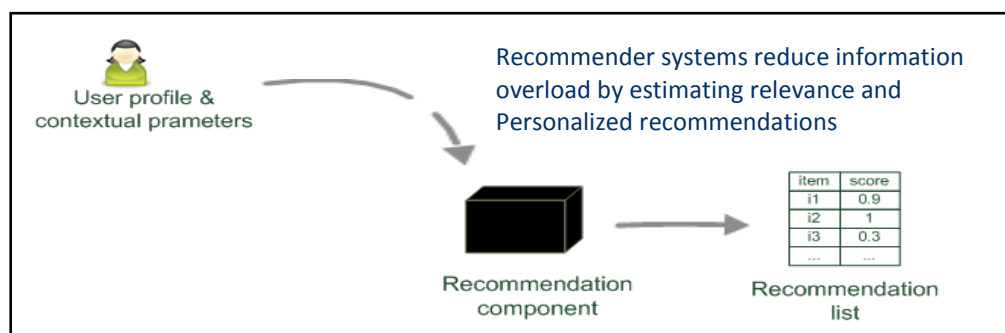 Recommender systems reduce information
overload by estimating relevance and
Personalized recommendations
User profile &
contextual prameters
item score
i1 0.9
i2 1
i3 0.3
... ...
Recommendation
component
Recommendation
list